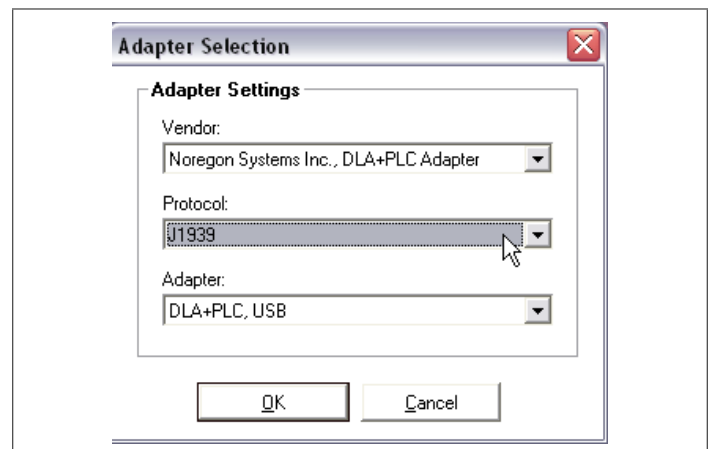 Adapter Selection
Adapter Settings
Vendor:
Noregon Systems Inc., DLA+PLC Adapter
Protocol:
J1939
Adapter:
DLA+PLC, USB
OK Cancel